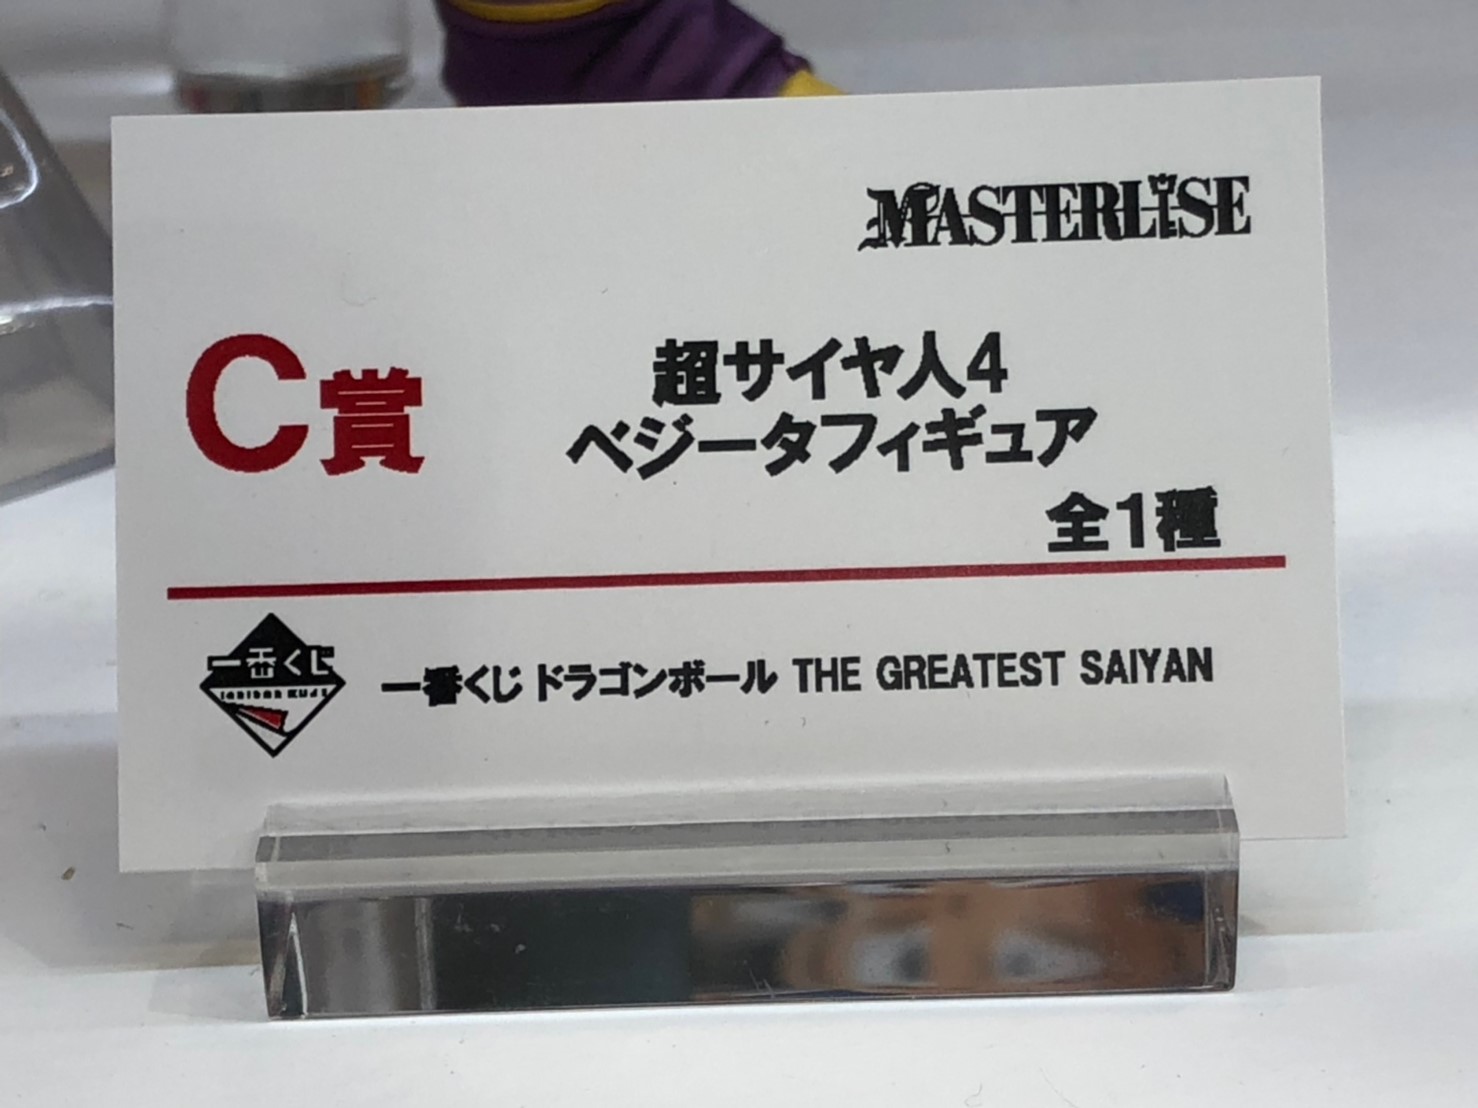 MASTERLISE
C賞
超サイヤ人4
ベジータフィギュア
全1種
一番くじ
ICHIBAN KUJI
一番くじ ドラゴンボール THE GREATEST SAIYAN